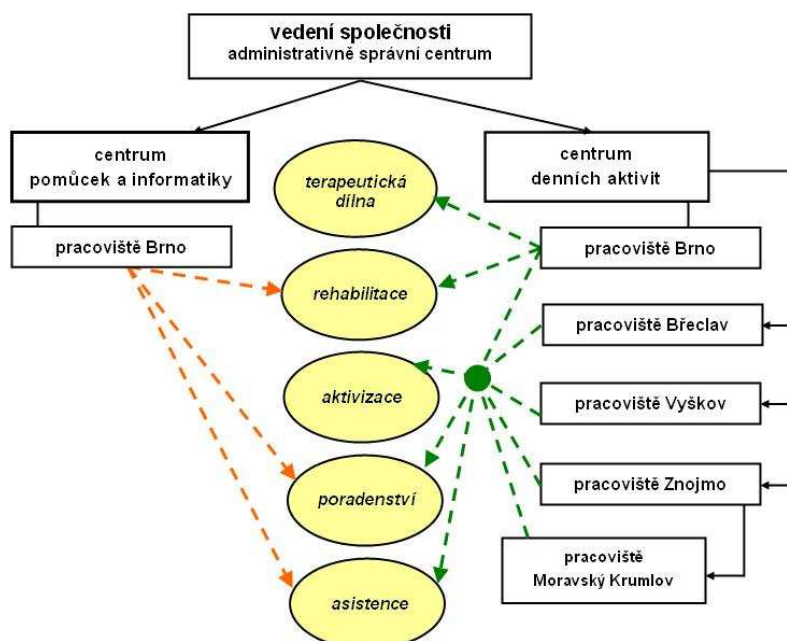 vedení společnosti
administrativně správní centrum
centrum
pomůcek a informatiky
centrum
denních aktivit
terapeutická
dílna
pracoviště Brno
pracoviště Brno
rehabilitace
pracoviště Břeclav
aktivizace
pracoviště Vyškov
poradenství
pracoviště Znojmo
pracoviště
Moravský Krumlov
asistence